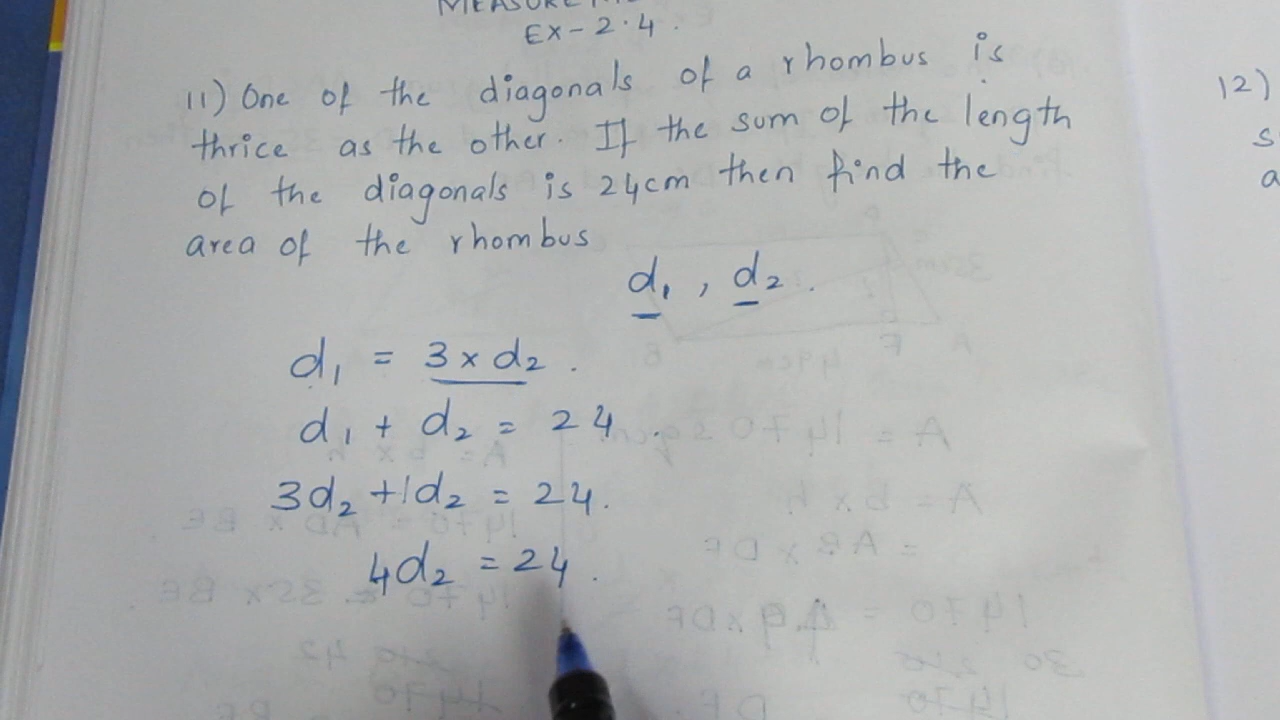 EX-2.4.
11) One of the diagonals of a rhombus is
thrice as the other. If the sum of the length
of the diagonals is 24cm then find the
area of the rhombus
d₁, d₂.
d₁ = 3 x d₂.
d₁ + d₂ = 24.
3d₂ +1d₂ = 24.
4d₂ = 24.
12)
s
a